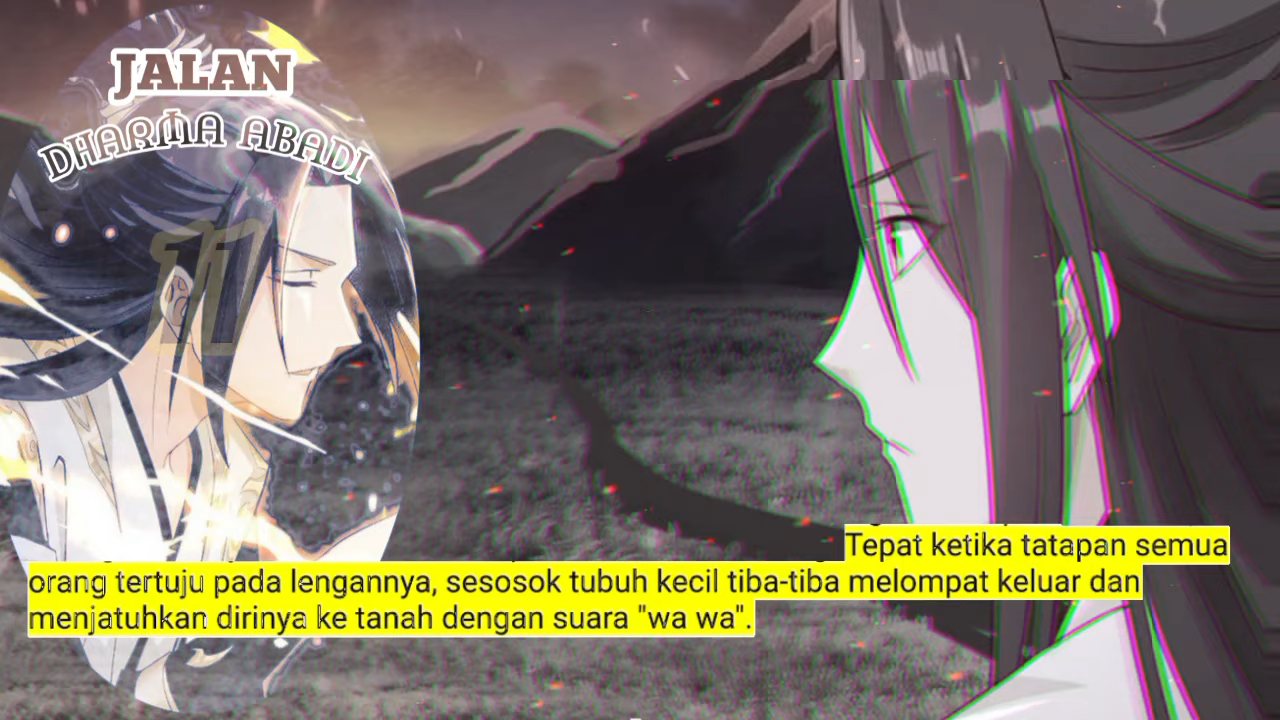 JALAN
DHARMA ABADI
Tepat ketika tatapan semua
orang tertuju pada lengannya, sesosok tubuh kecil tiba-tiba melompat keluar dan
menjatuhkan dirinya ke tanah dengan suara "wa wa".